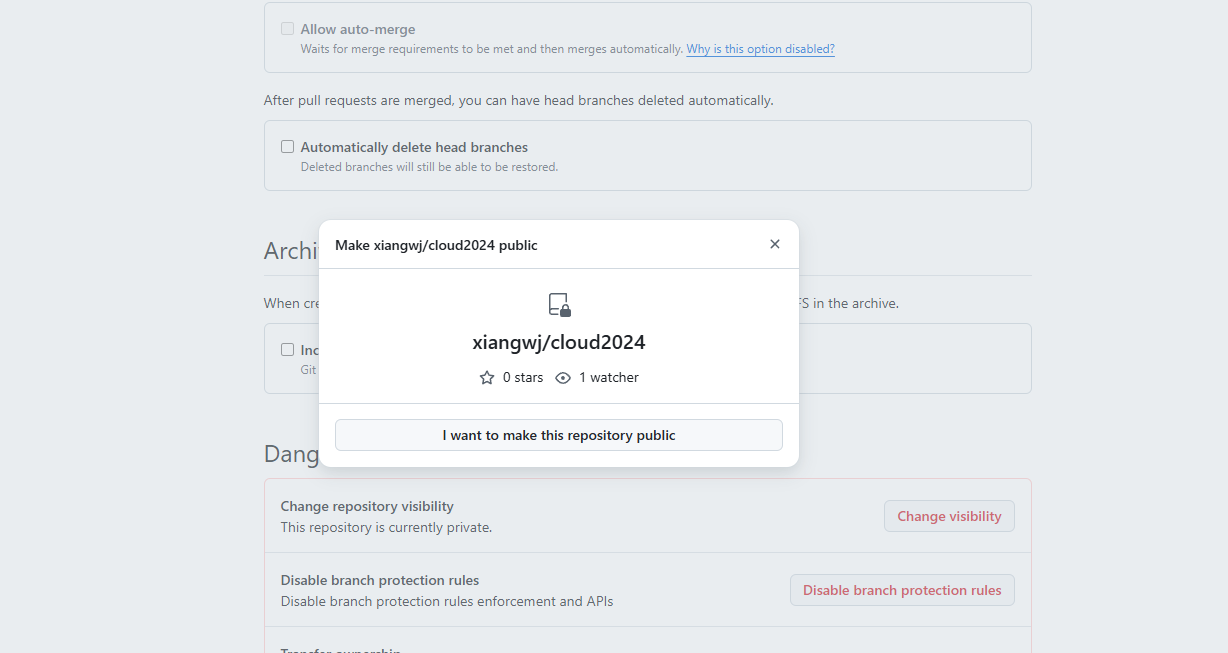 Allow auto-merge
Waits for merge requirements to be met and then merges automatically. Why is this option disabled?
After pull requests are merged, you can have head branches deleted automatically.
Automatically delete head branches
Deleted branches will still be able to be restored.
Make xiangwj/cloud2024 public
Archi
When cre
in the archive.
xiangwj/cloud2024
Inc
Git
0 stars 1 watcher
I want to make this repository public
Dang
Change repository visibility
This repository is currently private.
Change visibility
Disable branch protection rules
Disable branch protection rules enforcement and APIs
Disable branch protection rules
Transfer ownership